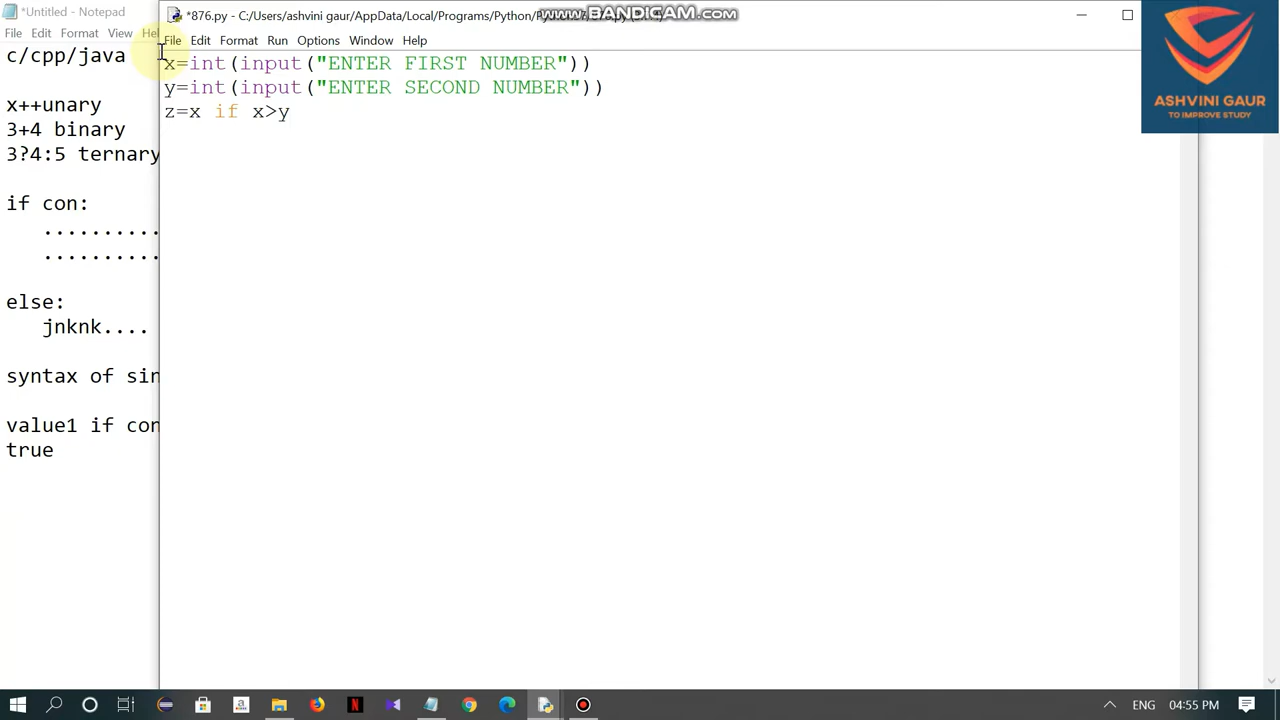 *Untitled - Notepad
File Edit Format View Hel
c/cpp/java
x++unary
3+4 binary
3?4:5 ternary
if con:
..........
..........
else:
jnknk....
syntax of sin
value1 if con
true
*876.py - C:/Users/ashvini gaur/AppData/Local/Programs/Python/
www.BANDICAM.com
File Edit Format Run Options Window Help
x=int(input("ENTER FIRST NUMBER"))
y=int(input("ENTER SECOND NUMBER"))
z=x if x>y
ASHVINI GAUR
TO IMPROVE STUDY
a
N
ENG 04:55 PM